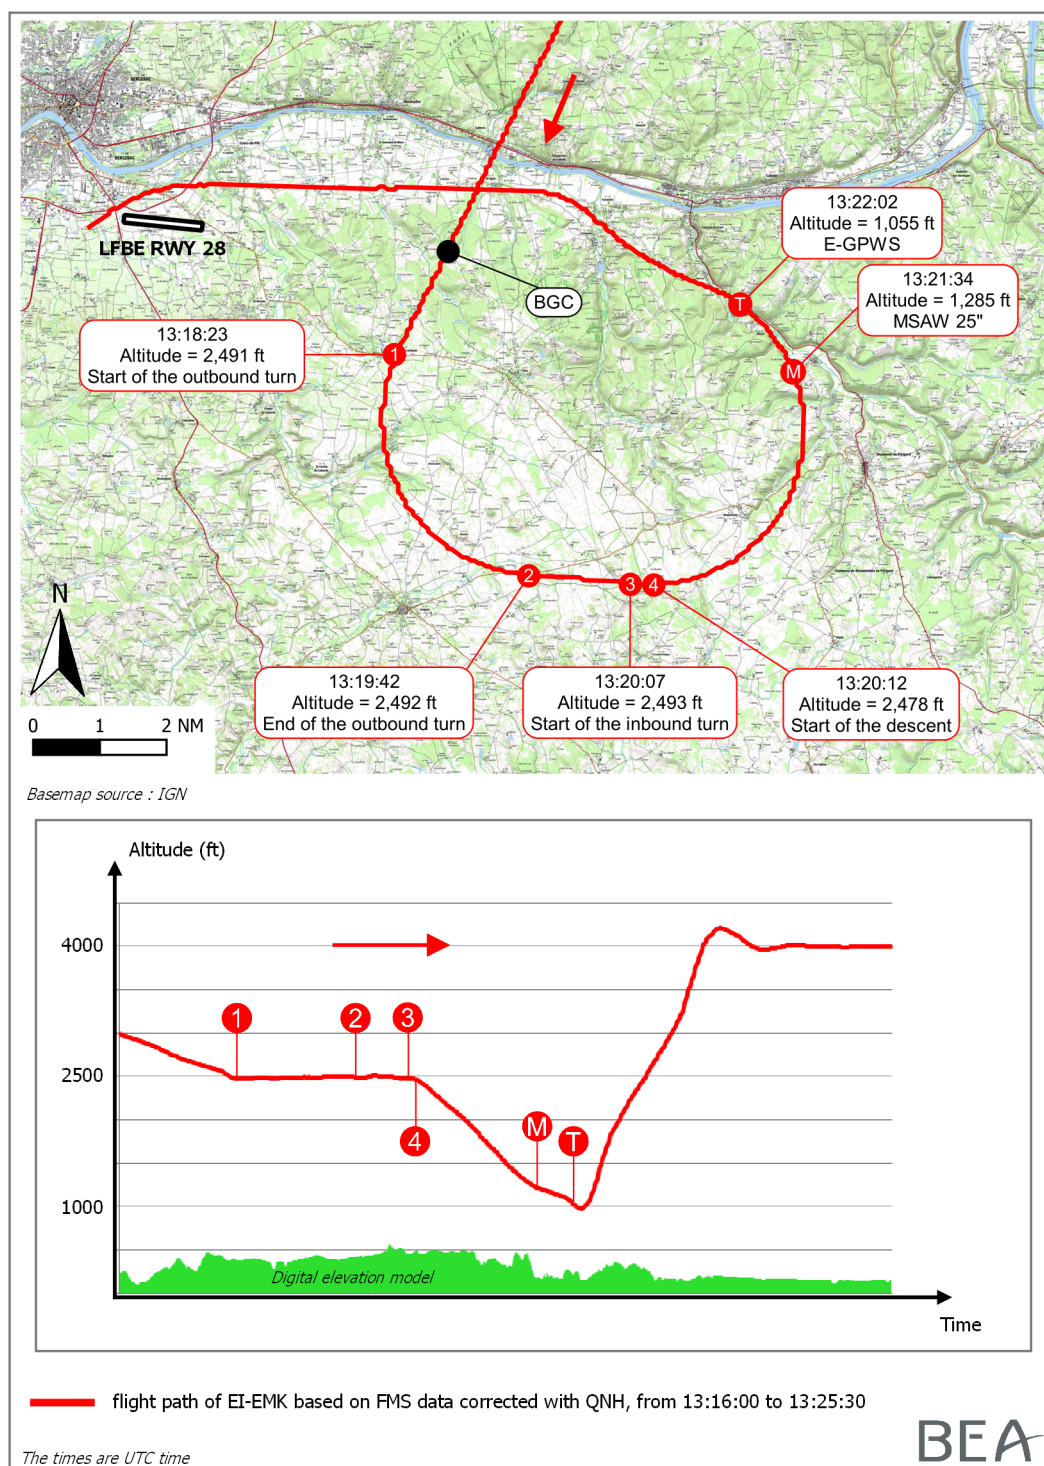 BERGERAC
BERGERAC
13:22:02
Altitude = 1,055 ft
E-GPWS
T
LFBE RWY 28
13:21:34
Altitude = 1,285 ft
MSAW 25"
BGC
13:18:23
Altitude = 2,491 ft
Start of the outbound turn
1
M
2
3
4
N
13:19:42
Altitude = 2,492 ft
End of the outbound turn
13:20:07
Altitude = 2,493 ft
Start of the inbound turn
13:20:12
Altitude = 2,478 ft
Start of the descent
0 1 2 NM
Basemap source : IGN
Altitude (ft)
4000
1 2 3
2500
M T
4
1000
Digital elevation model
Time
flight path of EI-EMK based on FMS data corrected with QNH, from 13:16:00 to 13:25:30
BEA
The times are UTC time